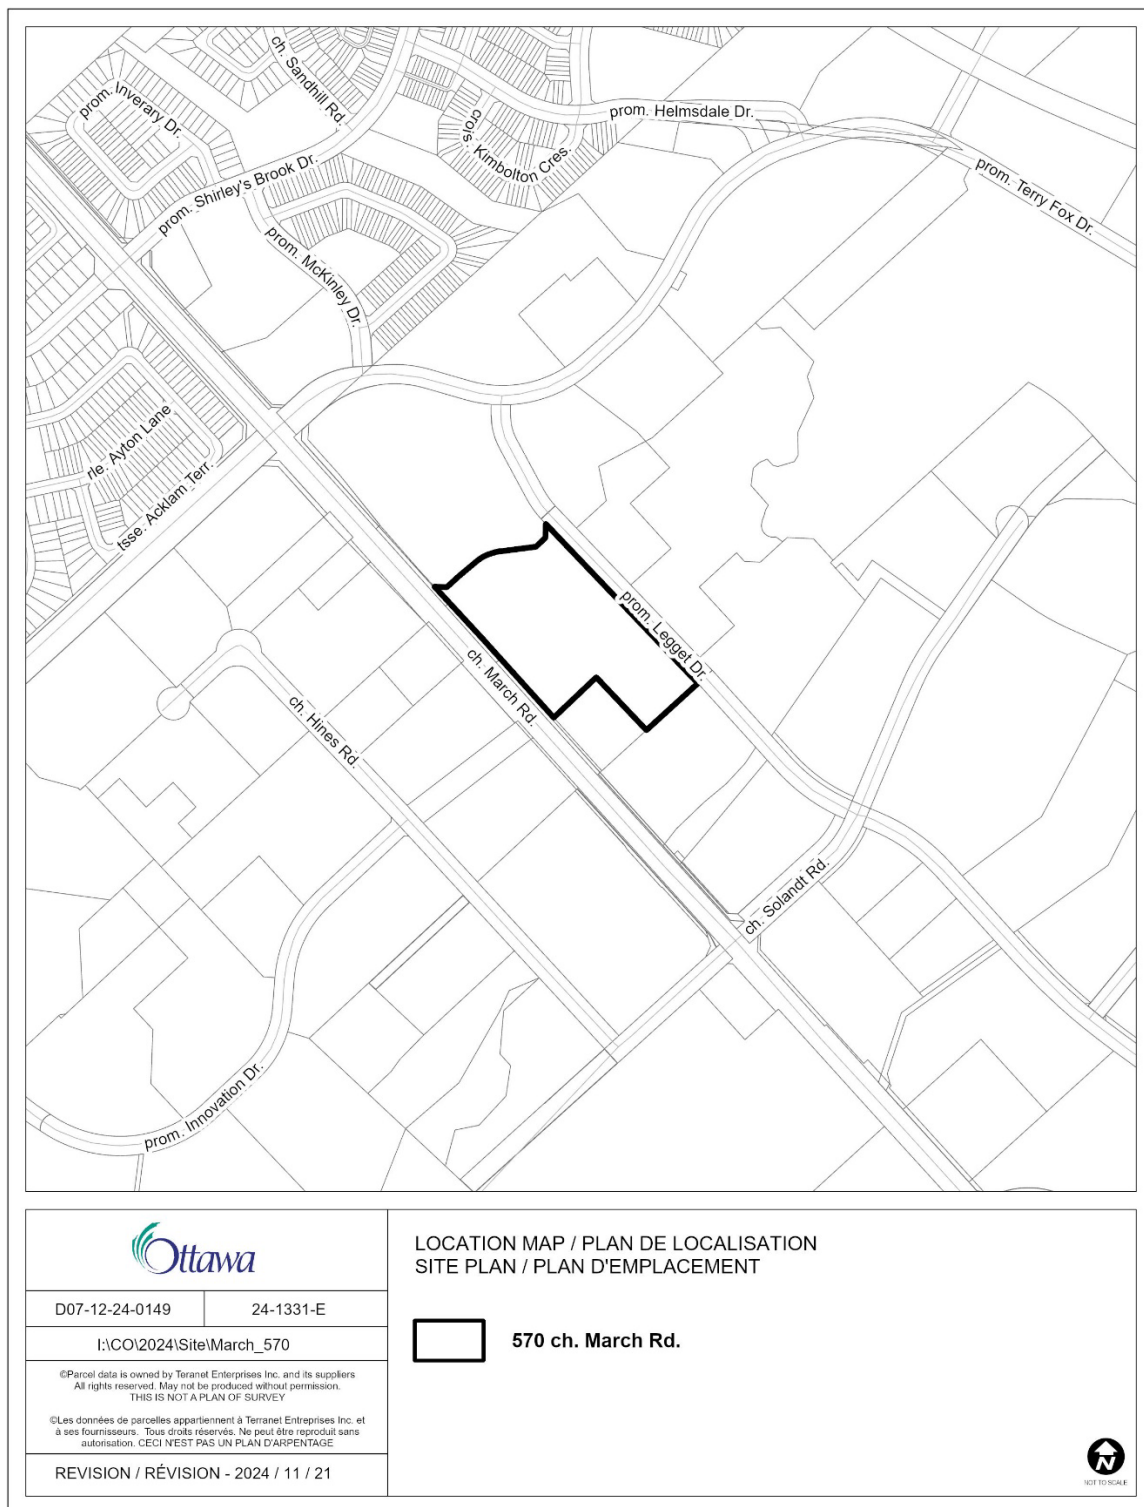 ch. Sandhill Rd.
prom. Inverary Dr.
prom. Helmsdale Dr.
crois. Kimbolton Cres.
prom. Shirley's Brook Dr.
prom. Terry Fox Dr.
prom. McKinley Dr.
rle. Ayton Lane
tsse. Acklam Terr.
prom. Legget Dr.
ch. March Rd.
ch. Hines Rd.
ch. Solandt Rd.
prom. Innovation Dr.
Ottawa
D07-12-24-0149
24-1331-E
I:\CO\2024\Site\March_570
©Parcel data is owned by Teranet Enterprises Inc. and its suppliers
All rights reserved. May not be produced without permission.
THIS IS NOT A PLAN OF SURVEY
©Les données de parcelles appartiennent à Terranet Entreprises Inc. et
à ses fournisseurs. Tous droits réservés. Ne peut être reproduit sans
autorisation. CECI N'EST PAS UN PLAN D'ARPENTAGE
REVISION / RÉVISION - 2024 / 11 / 21
LOCATION MAP / PLAN DE LOCALISATION
SITE PLAN / PLAN D'EMPLACEMENT
570 ch. March Rd.
N
NOT TO SCALE